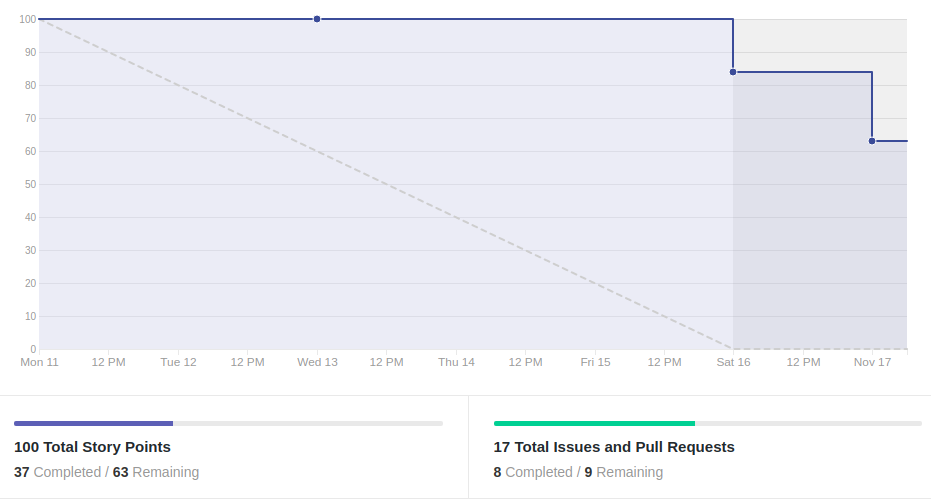 100
90
80
70
60
50
40
30
20
10
0
Mon 11 12 PM Tue 12 12 PM Wed 13 12 PM Thu 14 12 PM Fri 15 12 PM Sat 16 12 PM Nov 17
100 Total Story Points
37 Completed / 63 Remaining
17 Total Issues and Pull Requests
8 Completed / 9 Remaining